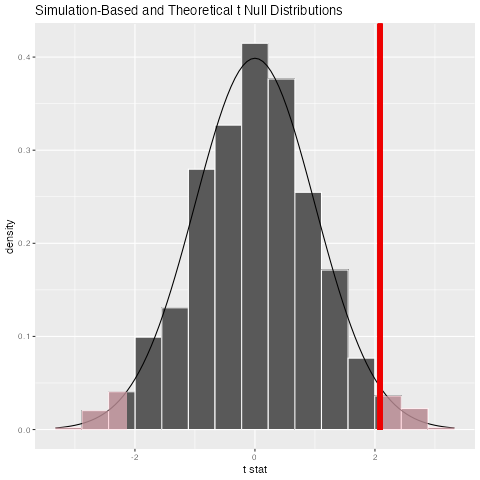 Simulation-Based and Theoretical t Null Distributions
0.4
0.3
density
0.2
0.1
0.0
-2
0
2
t stat